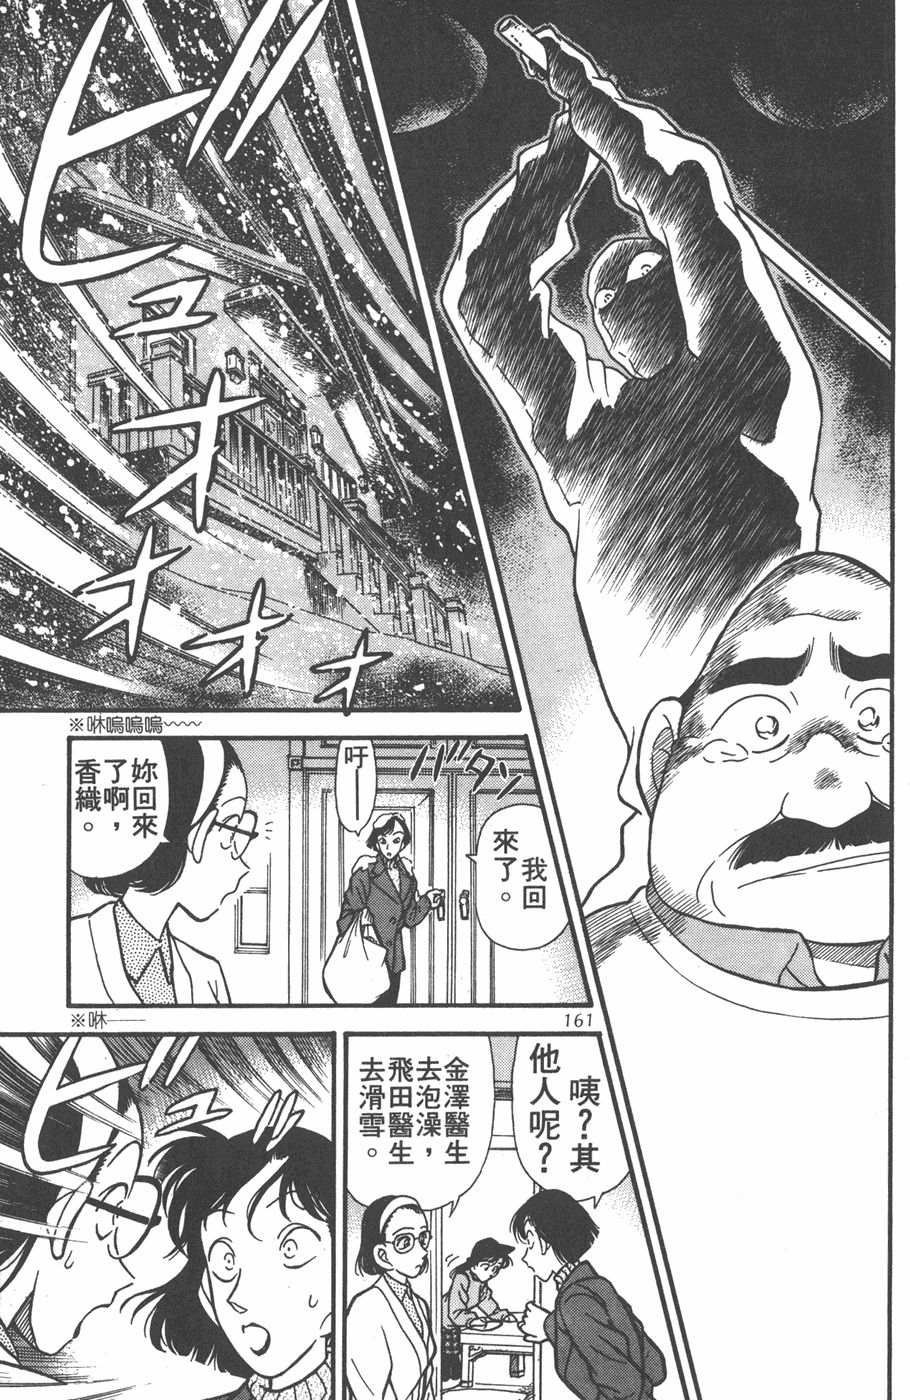 ビュオオオオ
※咻嗚嗚嗚~~~
バタン
我回
來了。
吁─
妳回來
了啊，
香織。
161
咦？其
他人呢？
金澤醫生
去泡澡，
飛田醫生
去滑雪。
※咻──
ビュ